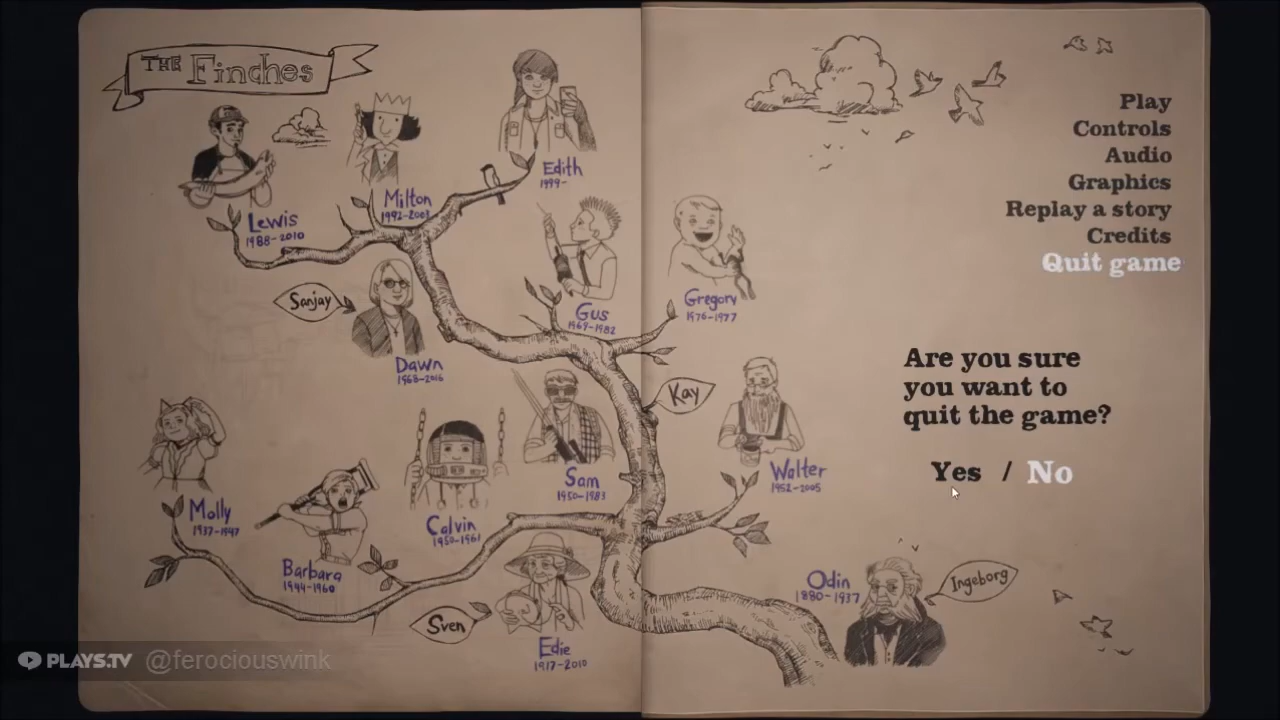 THE Finches
Edith
1999-
Milton
1992-2003
Lewis
1988-2010
Sanjay
Dawn
1968-2016
Gus
1969-1982
Gregory
1976-1977
Kay
Sam
1950-1983
Walter
1952-2005
Molly
1937-1947
Barbara
1944-1960
Calvin
1950-1961
Sven
Edie
1917-2010
Odin
1880-1937
Ingeborg
Play
Controls
Audio
Graphics
Replay a story
Credits
Quit game
Are you sure
you want to
quit the game?
Yes / No
PLAYS.TV @ferociouswink